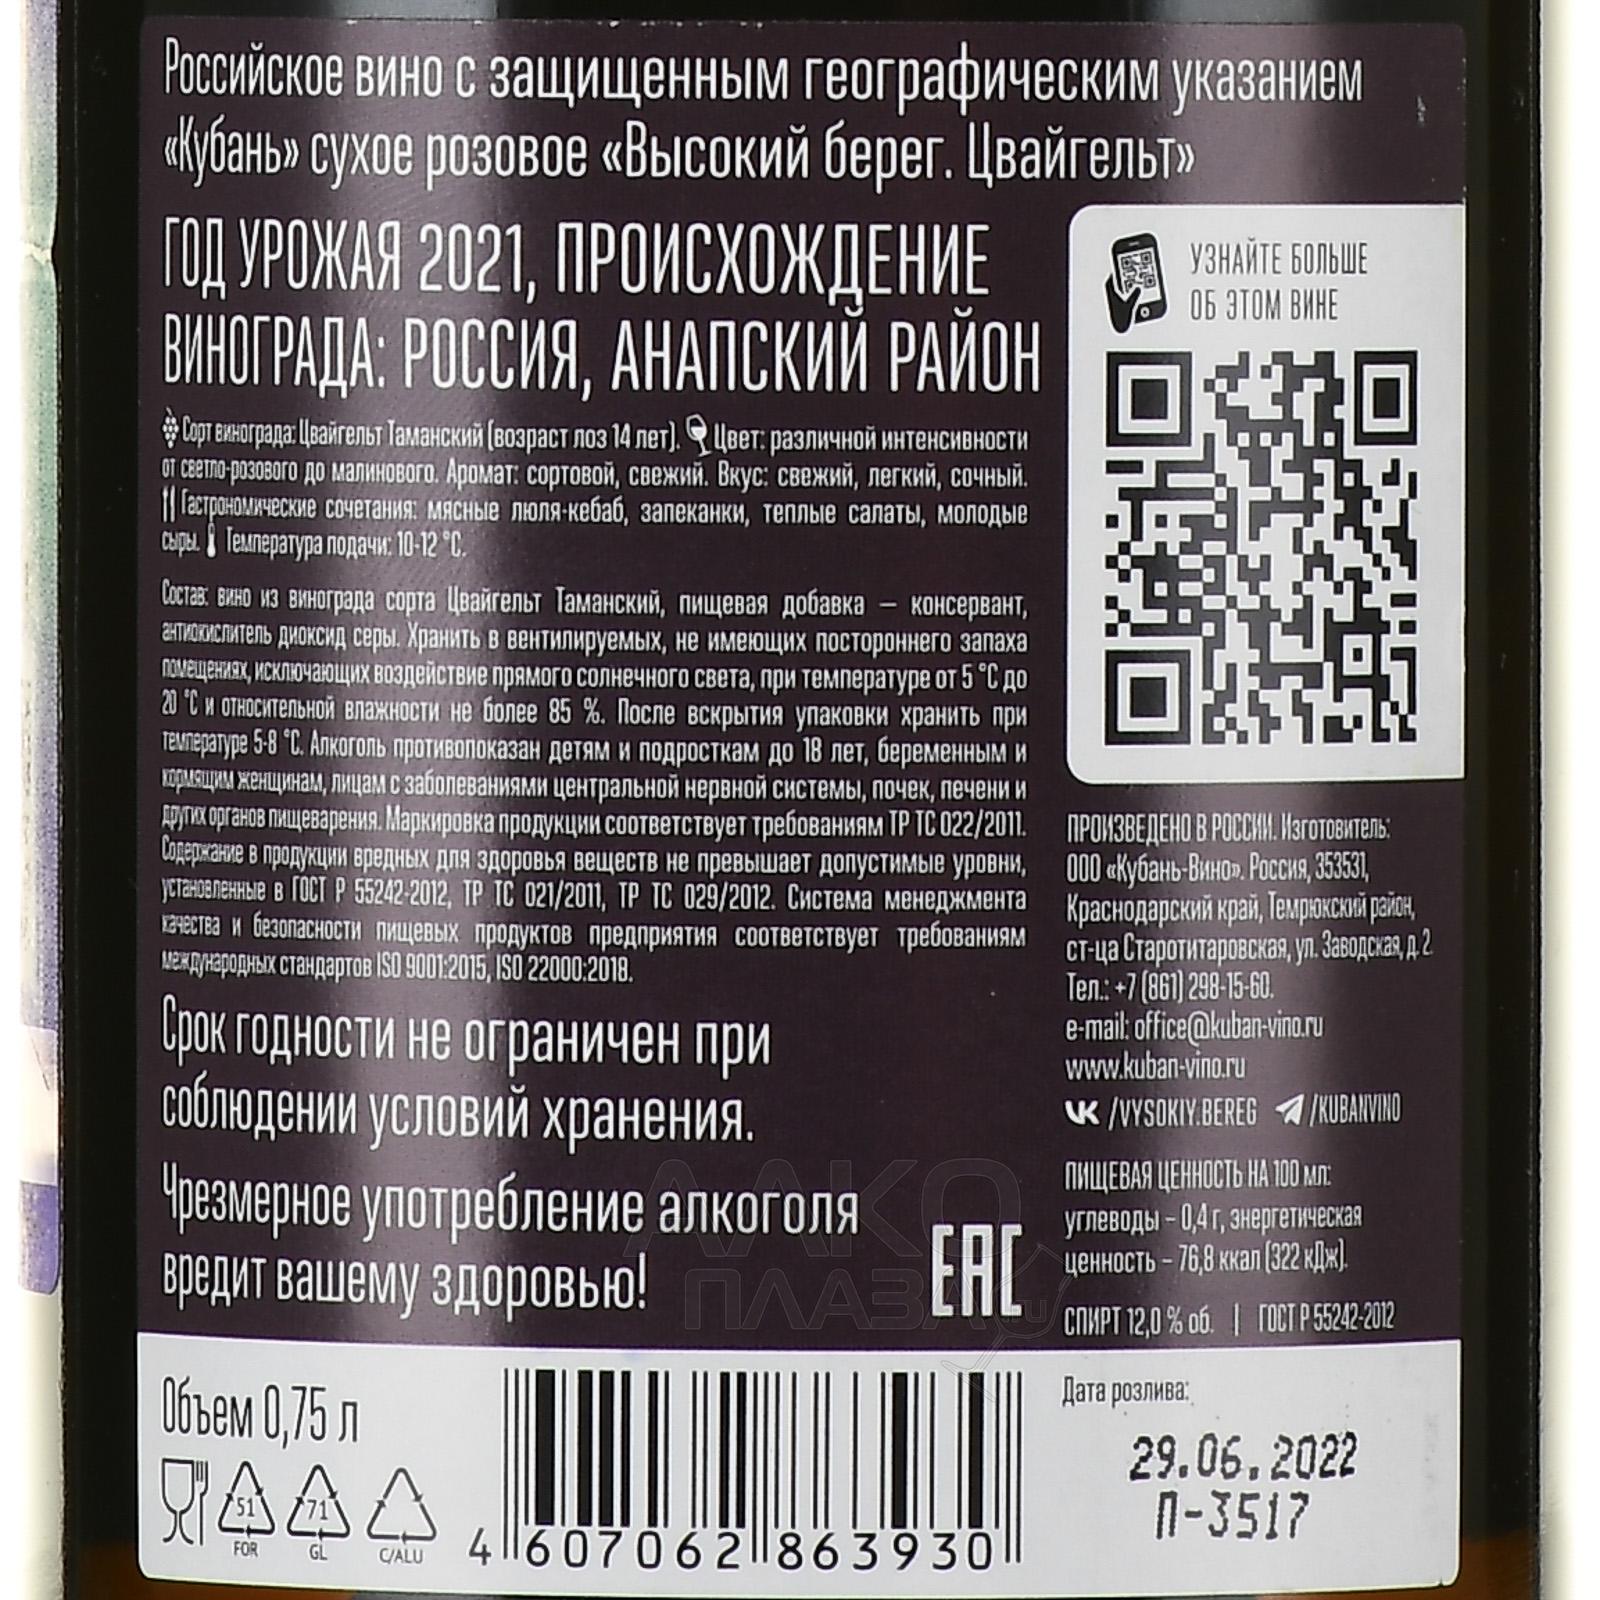 Российское вино с защищенным географическим указанием
«Кубань» сухое розовое «Высокий берег. Цвайгельт»
ГОД УРОЖАЯ 2021, ПРОИСХОЖДЕНИЕ
ВИНОГРАДА: РОССИЯ, АНАПСКИЙ РАЙОН
Сорт винограда: Цвайгельт Таманский (возраст лоз 14 лет). Цвет: различной интенсивности
от светло-розового до малинового. Аромат: сортовой, свежий. Вкус: свежий, легкий, сочный.
Гастрономические сочетания: мясные люля-кебаб, запеканки, теплые салаты, молодые
сыры. Температура подачи: 10-12 °С.
Состав: вино из винограда сорта Цвайгельт Таманский, пищевая добавка – консервант,
антиокислитель диоксид серы. Хранить в вентилируемых, не имеющих постороннего запаха
помещениях, исключающих воздействие прямого солнечного света, при температуре от 5 °С до
20 °С и относительной влажности не более 85 %. После вскрытия упаковки хранить при
температуре 5-8 °С. Алкоголь противопоказан детям и подросткам до 18 лет, беременным и
кормящим женщинам, лицам с заболеваниями центральной нервной системы, почек, печени и
других органов пищеварения. Маркировка продукции соответствует требованиям ТР ТС 022/2011.
Содержание в продукции вредных для здоровья веществ не превышает допустимые уровни,
установленные в ГОСТ Р 55242-2012, ТР ТС 021/2011, ТР ТС 029/2012. Система менеджмента
качества и безопасности пищевых продуктов предприятия соответствует требованиям
международных стандартов ISO 9001:2015, ISO 22000:2018.
Срок годности не ограничен при
соблюдении условий хранения.
Чрезмерное употребление алкоголя
вредит вашему здоровью!
ЕАС
УЗНАЙТЕ БОЛЬШЕ
ОБ ЭТОМ ВИНЕ
ПРОИЗВЕДЕНО В РОССИИ. Изготовитель:
ООО «Кубань-Вино». Россия, 353531,
Краснодарский край, Темрюкский район,
ст-ца Старотитаровская, ул. Заводская, д. 2.
Тел.: +7 (861) 298-15-60.
e-mail: office@kuban-vino.ru
www.kuban-vino.ru
/VYSOKIY.BEREG /KUBANVINO
ПИЩЕВАЯ ЦЕННОСТЬ НА 100 мл:
углеводы – 0,4 г, энергетическая
ценность – 76,8 ккал (322 кДж).
СПИРТ 12,0 % об. | ГОСТ Р 55242-2012
АЛКО
ПЛАЗА.ru
Объем 0,75 л
51
FOR
71
GL
C/ALU
4 607062 863930
Дата розлива:
29.06.2022
П-3517